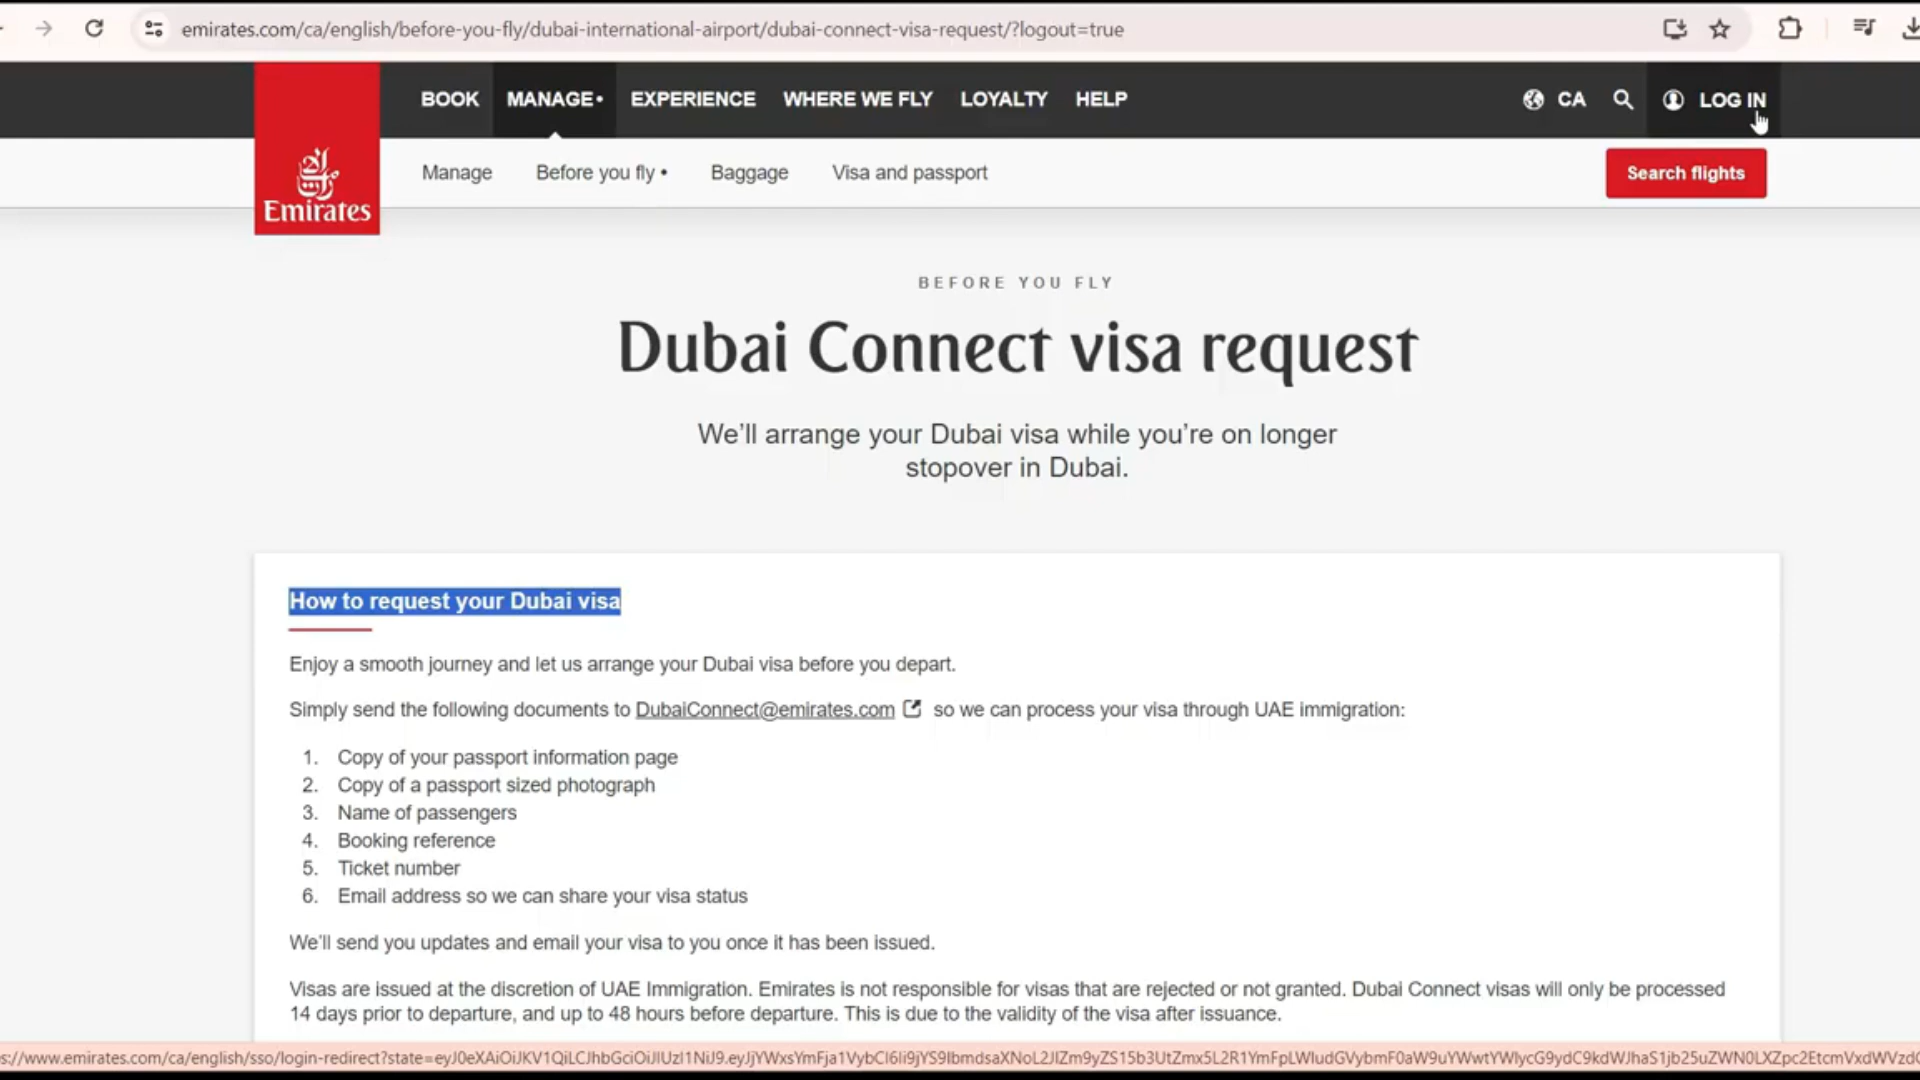 emirates.com/ca/english/before-you-fly/dubai-international-airport/dubai-connect-visa-request/?logout=true
BOOK MANAGE• EXPERIENCE WHERE WE FLY LOYALTY HELP CA LOG IN
Manage Before you fly • Baggage Visa and passport Search flights
Emirates
BEFORE YOU FLY
Dubai Connect visa request
We’ll arrange your Dubai visa while you’re on longer
stopover in Dubai.
How to request your Dubai visa
Enjoy a smooth journey and let us arrange your Dubai visa before you depart.
Simply send the following documents to DubaiConnect@emirates.com so we can process your visa through UAE immigration:
1. Copy of your passport information page
2. Copy of a passport sized photograph
3. Name of passengers
4. Booking reference
5. Ticket number
6. Email address so we can share your visa status
We’ll send you updates and email your visa to you once it has been issued.
Visas are issued at the discretion of UAE Immigration. Emirates is not responsible for visas that are rejected or not granted. Dubai Connect visas will only be processed
14 days prior to departure, and up to 48 hours before departure. This is due to the validity of the visa after issuance.